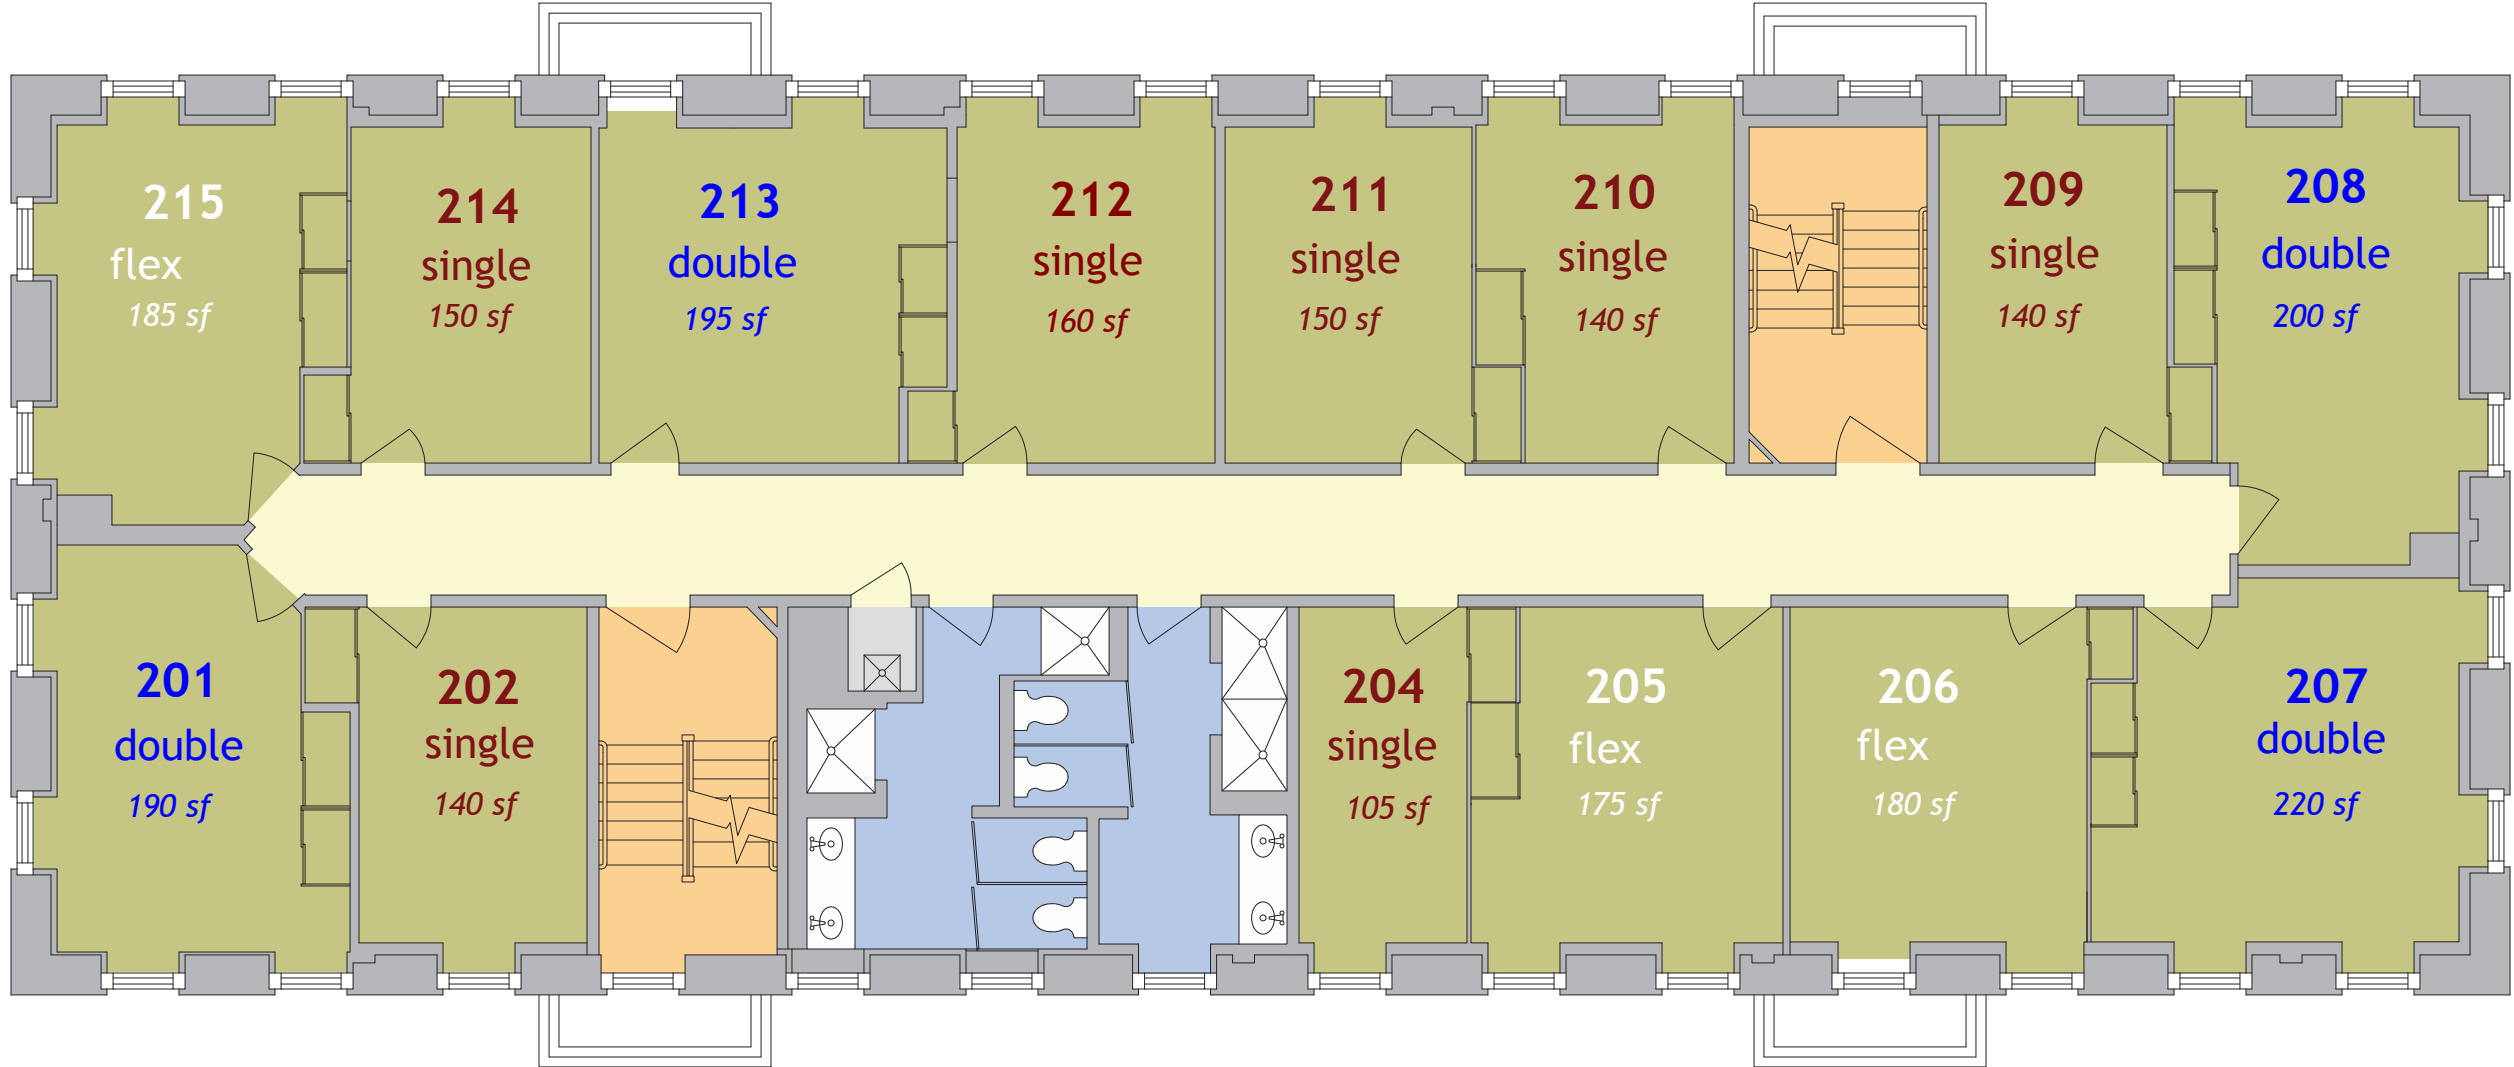 215
flex
185 sf
214
single
150 sf
213
double
195 sf
212
single
160 sf
211
single
150 sf
210
single
140 sf
209
single
140 sf
208
double
200 sf
201
double
190 sf
202
single
140 sf
204
single
105 sf
205
flex
175 sf
206
flex
180 sf
207
double
220 sf